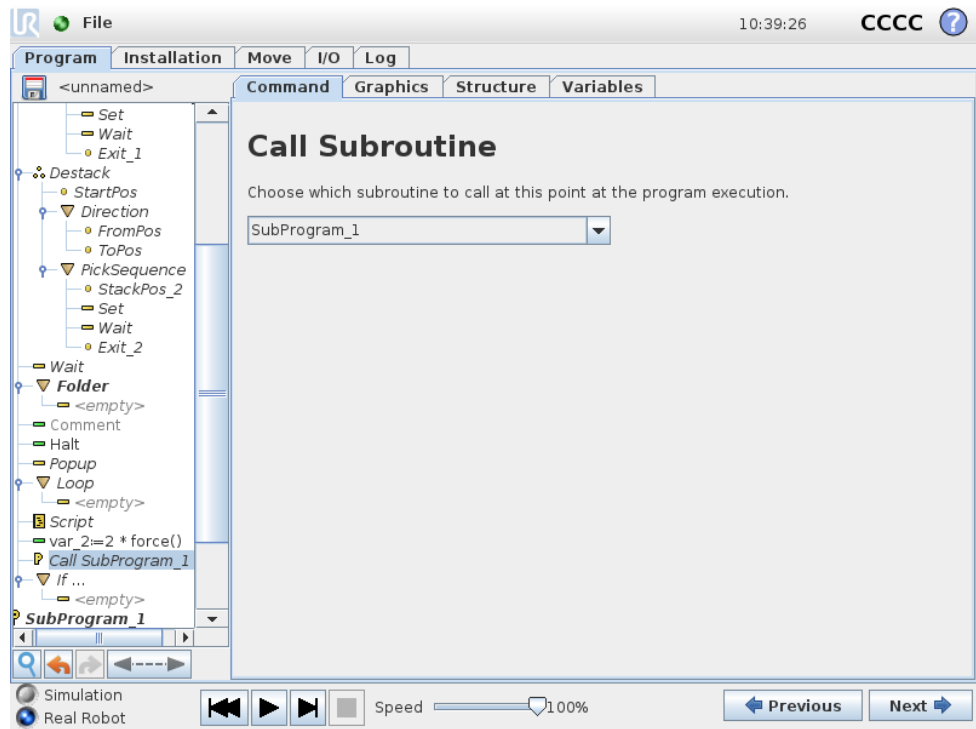 UR File 10:39:26 CCCC ?
Program Installation Move I/O Log
<unnamed> Command Graphics Structure Variables
Set
Wait
Exit_1
Destack
StartPos
Direction
FromPos
ToPos
PickSequence
StackPos_2
Set
Wait
Exit_2
Wait
Folder
<empty>
Comment
Halt
Popup
Loop
<empty>
Script
var_2:=2 * force()
Call SubProgram_1
If ...
<empty>
SubProgram_1
Call Subroutine
Choose which subroutine to call at this point at the program execution.
SubProgram_1
Simulation
Real Robot
Speed 100%
Previous Next